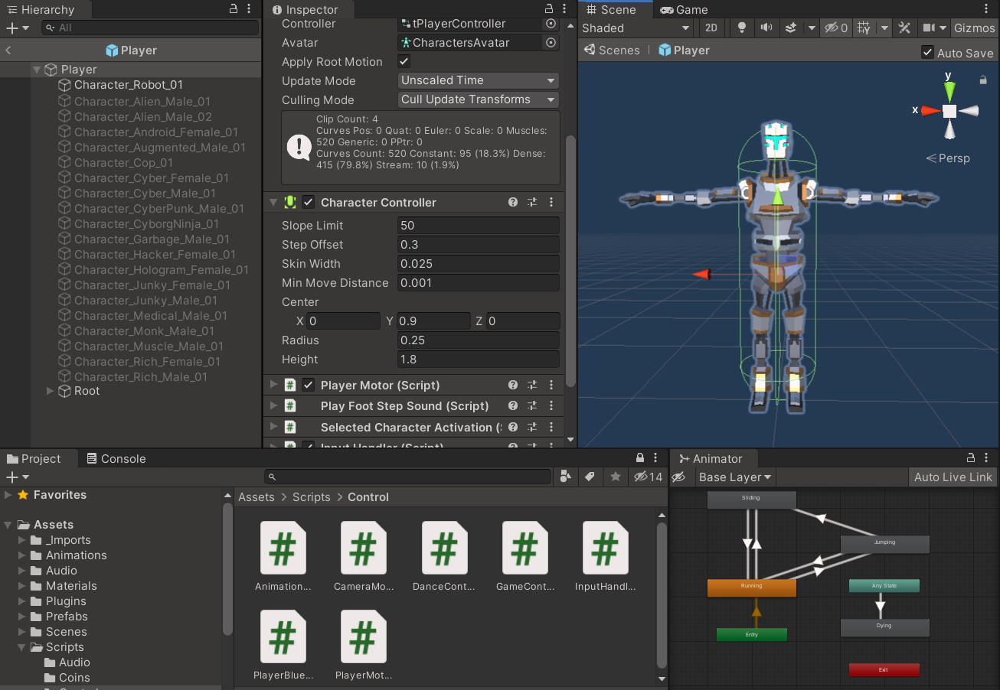 Hierarchy
All
Player
Player
Character_Robot_01
Character_Alien_Male_01
Character_Alien_Male_02
Character_Android_Female_01
Character_Augmented_Male_01
Character_Cop_01
Character_Cyber_Female_01
Character_Cyber_Male_01
Character_CyberPunk_Male_01
Character_CyborgNinja_01
Character_Garbage_Male_01
Character_Hacker_Female_01
Character_Hologram_Female_01
Character_Junky_Female_01
Character_Junky_Male_01
Character_Medical_Male_01
Character_Monk_Male_01
Character_Muscle_Male_01
Character_Rich_Female_01
Character_Rich_Male_01
Root
Inspector
Controller tPlayerController
Avatar CharactersAvatar
Apply Root Motion
Update Mode Unscaled Time
Culling Mode Cull Update Transforms
Clip Count: 4
Curves Pos: 0 Quat: 0 Euler: 0 Scale: 0 Muscles:
520 Generic: 0 PPtr: 0
Curves Count: 520 Constant: 95 (18.3%) Dense:
415 (79.8%) Stream: 10 (1.9%)
Character Controller
Slope Limit 50
Step Offset 0.3
Skin Width 0.025
Min Move Distance 0.001
Center
X 0 Y 0.9 Z 0
Radius 0.25
Height 1.8
# Player Motor (Script)
# Play Foot Step Sound (Script)
# Selected Character Activation (
# Input Handler (Script)
Scene Game
Shaded 2D 0 Gizmos
Scenes | Player Auto Save
y
x
Persp
Project Console
14
Favorites
Assets
_Imports
Animations
Audio
Materials
Plugins
Prefabs
Scenes
Scripts
Audio
Coins
Assets > Scripts > Control
# # # # #
Animation... CameraMo... DanceCont... GameCont... InputHandl...
# #
PlayerBlue... PlayerMot...
Animator
Base Layer Auto Live Link
Sliding
Jumping
Running
Any State
Dying
Entry
Exit